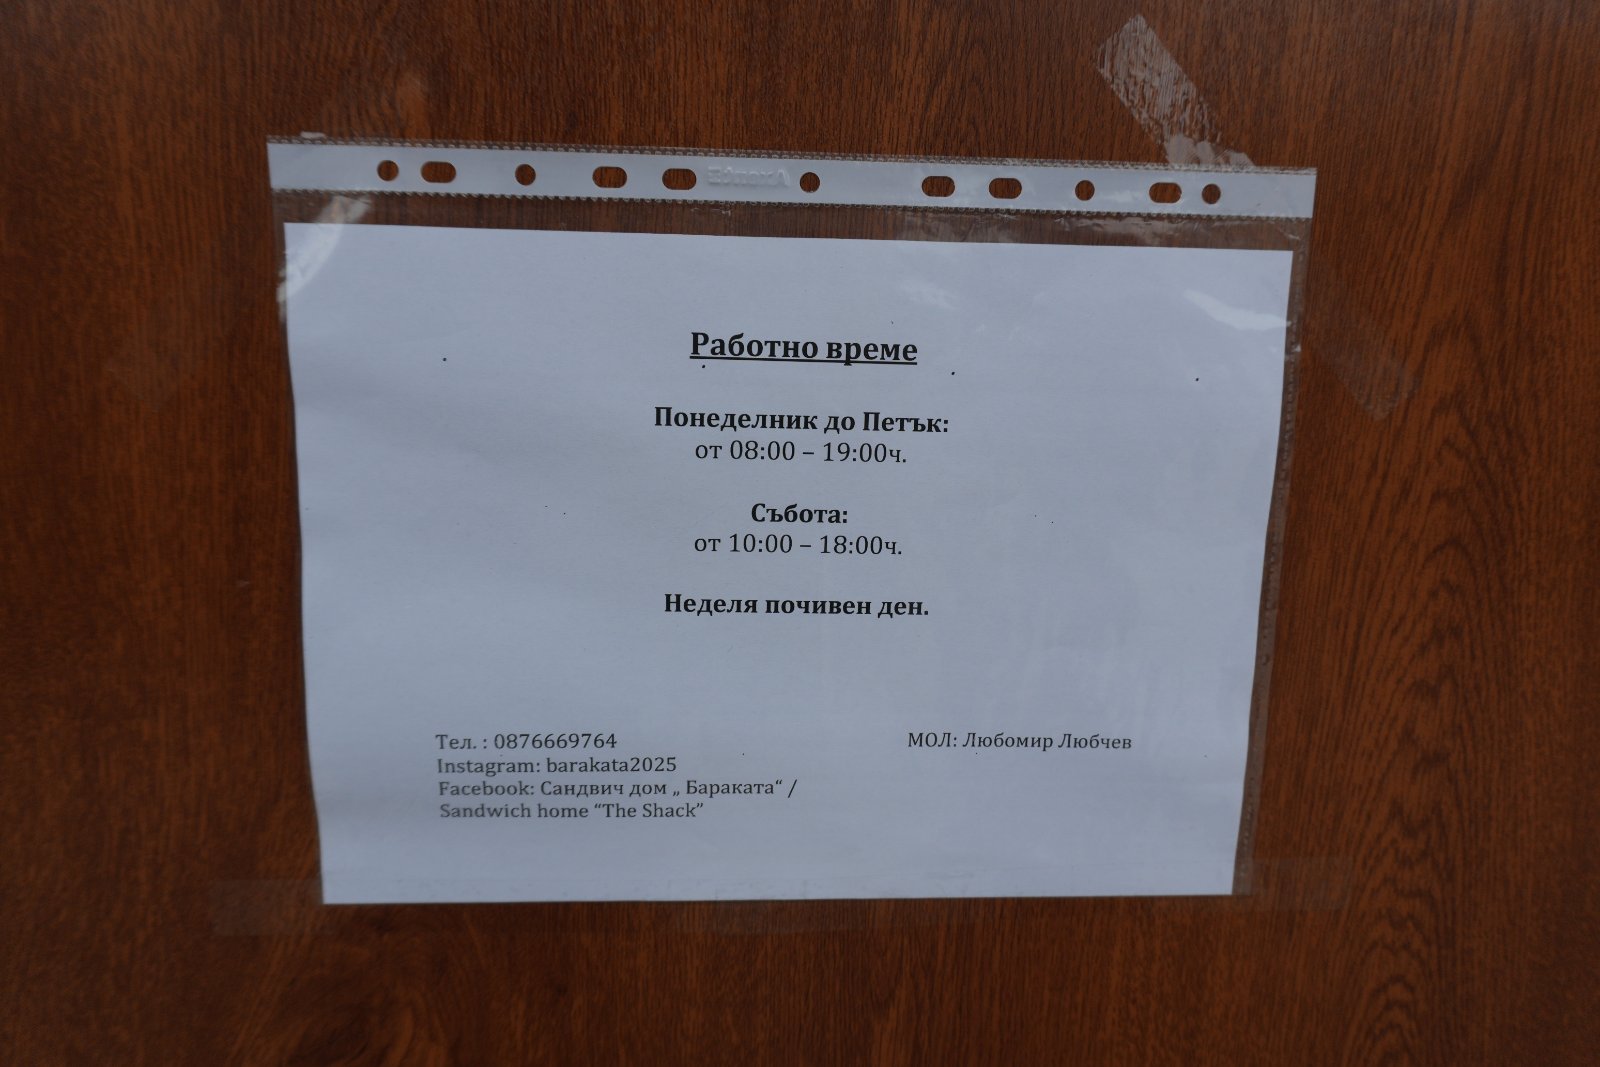 Работно време
Понеделник до Петък:
от 08:00 – 19:00ч.
Събота:
от 10:00 – 18:00ч.
Неделя почивен ден.
Тел. : 0876669764
МОЛ: Любомир Любчев
Instagram: barakata2025
Facebook: Сандвич дом „ Бараката“ /
Sandwich home “The Shack”